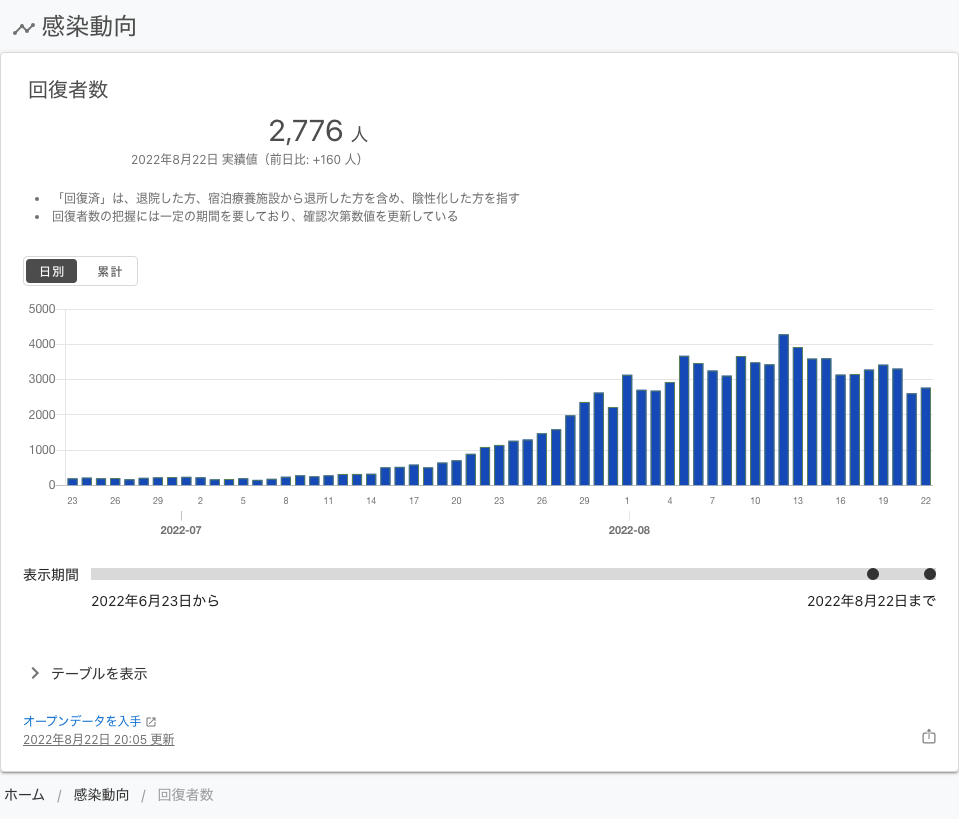 感染動向
回復者数
2,776 人
2022年8月22日 実績値（前日比: +160 人）
• 「回復済」は、退院した方、宿泊療養施設から退所した方を含め、陰性化した方を指す
• 回復者数の把握には一定の期間を要しており、確認次第数値を更新している
日別 累計
5000
4000
3000
2000
1000
0
23 26 29 2 5 8 11 14 17 20 23 26 29 1 4 7 10 13 16 19 22
2022-07 2022-08
表示期間
2022年6月23日から 2022年8月22日まで
テーブルを表示
オープンデータを入手
2022年8月22日 20:05 更新
ホーム / 感染動向 / 回復者数